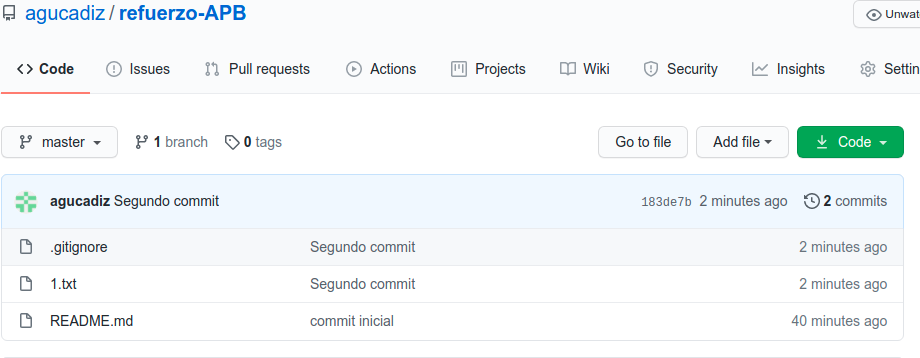 agucadiz / refuerzo-APB Unwat
Code Issues Pull requests Actions Projects Wiki Security Insights Settin
master 1 branch 0 tags Go to file Add file Code
agucadiz Segundo commit 183de7b 2 minutes ago 2 commits
.gitignore Segundo commit 2 minutes ago
1.txt Segundo commit 2 minutes ago
README.md commit inicial 40 minutes ago